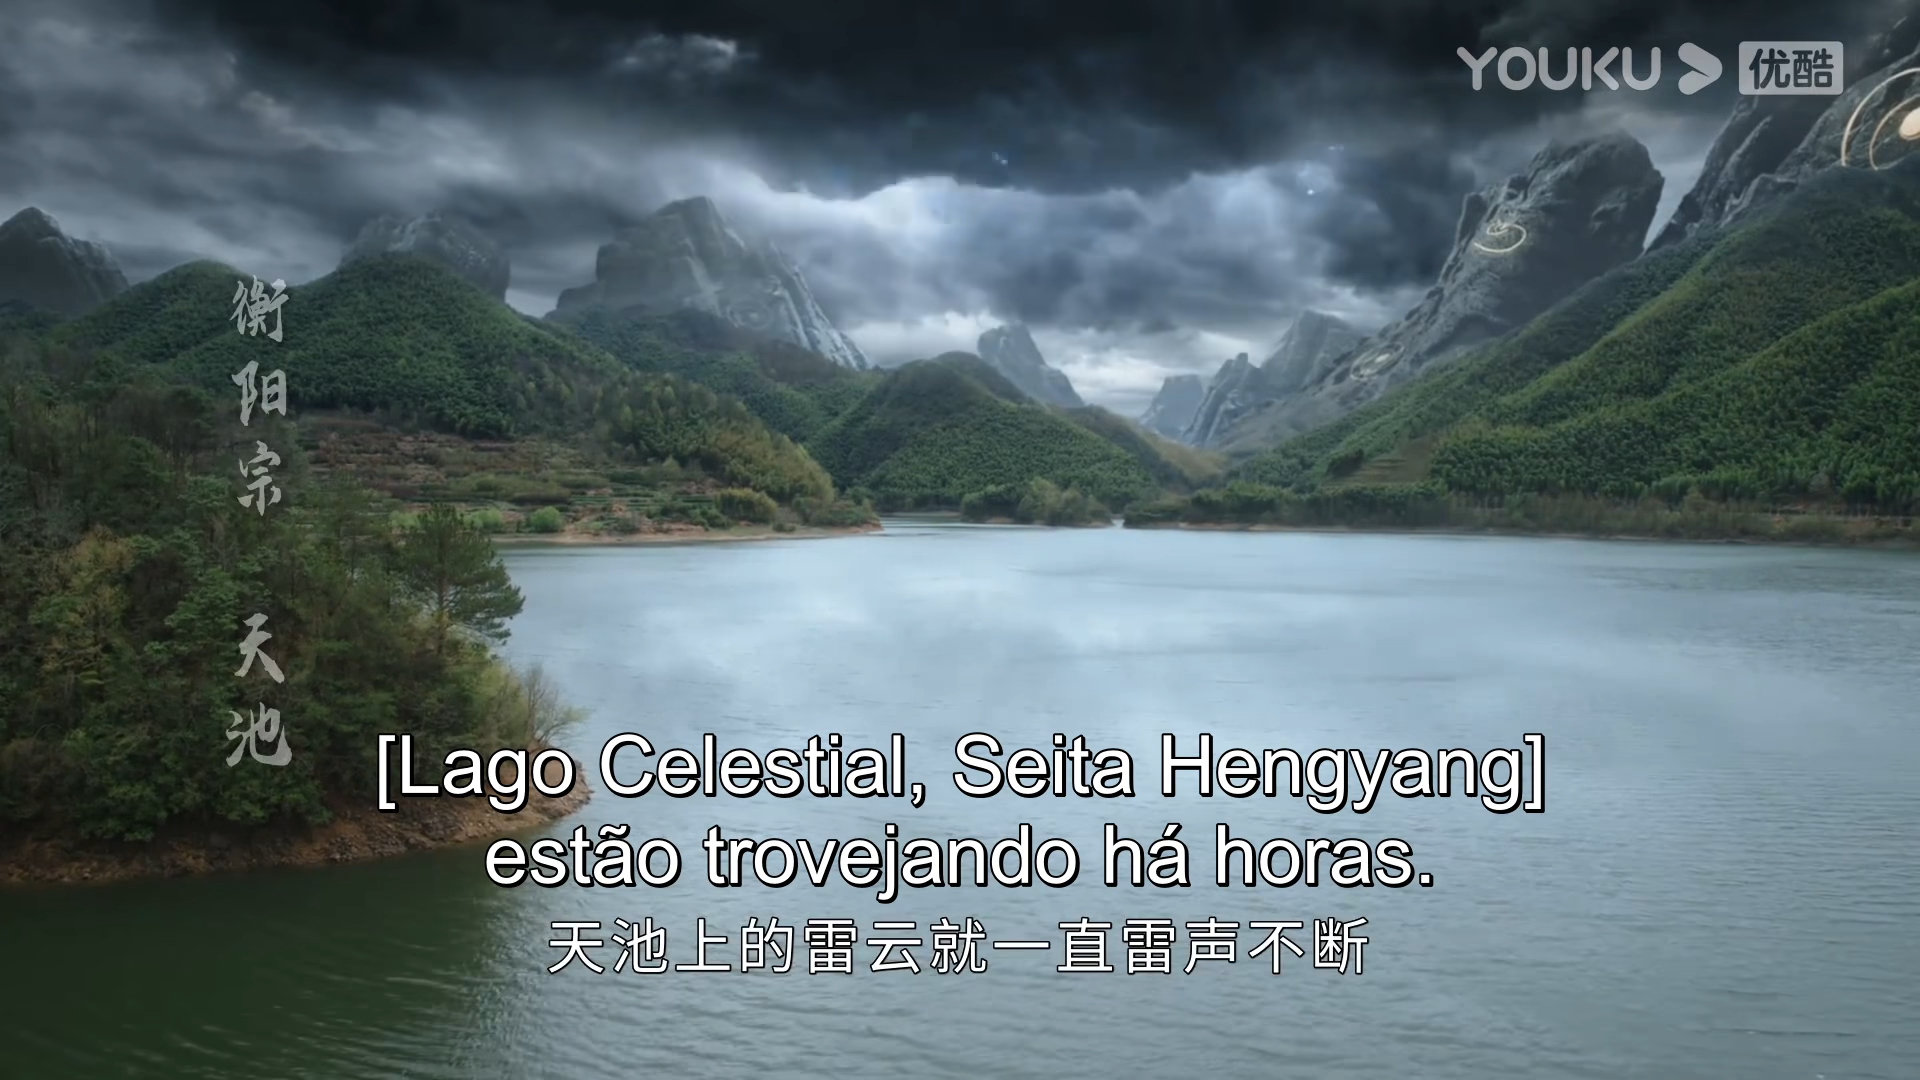 YOUKU 优酷
衡阳宗 天池
[Lago Celestial, Seita Hengyang]
estão trovejando há horas.
天池上的雷云就一直雷声不断